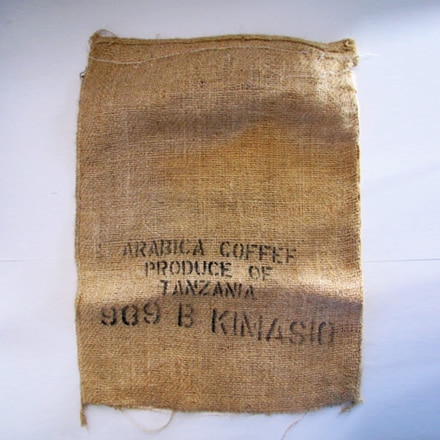 ARABICA COFFEE
PRODUCE OF
TANZANIA
909 B KIMASIO